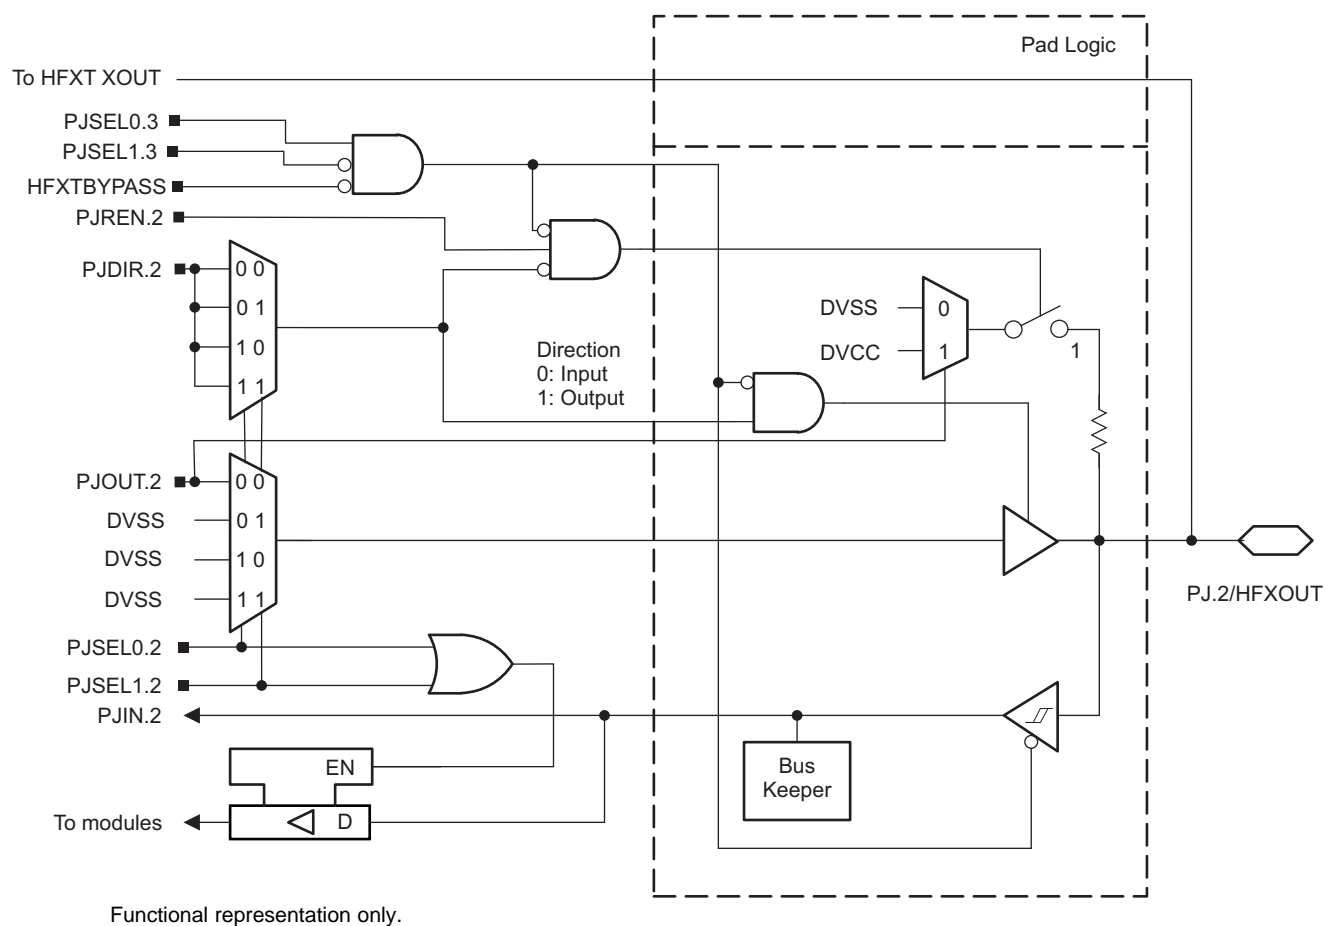 Pad Logic
To HFXT XOUT
PJSEL0.3
PJSEL1.3
HFXTBYPASS
PJREN.2
PJDIR.2
0 0
0 1
1 0
1 1
Direction
0: Input
1: Output
DVSS
0
DVCC
1
1
PJOUT.2
0 0
DVSS
0 1
DVSS
1 0
DVSS
1 1
PJ.2/HFXOUT
PJSEL0.2
PJSEL1.2
PJIN.2
EN
Bus
Keeper
To modules
D
Functional representation only.